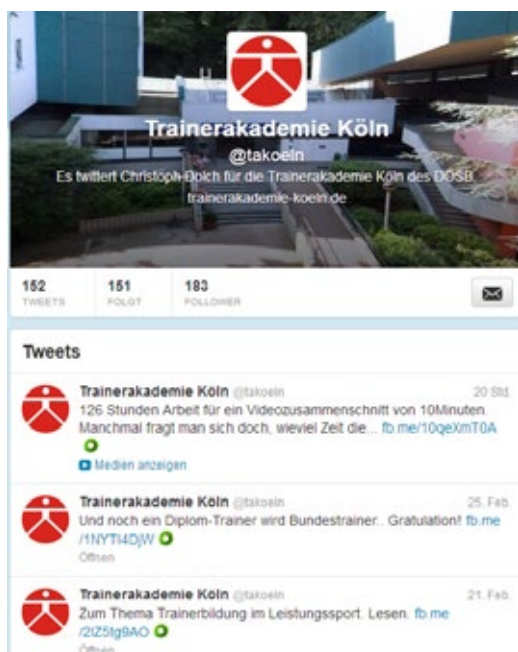 Trainerakademie Köln
@takoeln
Es twittert Christoph Dolch für die Trainerakademie Köln des DOSB.
trainerakademie-koeln.de
152 151 183
TWEETS FOLGT FOLLOWER
Tweets
Trainerakademie Köln @takoeln 20 Std.
126 Stunden Arbeit für ein Videozusammenschnitt von 10Minuten.
Manchmal fragt man sich doch, wieviel Zeit die... fb.me/10qeXmT0A
Medien anzeigen
Trainerakademie Köln @takoeln 25. Feb.
Und noch ein Diplom-Trainer wird Bundestrainer.. Gratulation! fb.me
/1NYTl4DjW
Öffnen
Trainerakademie Köln @takoeln 21. Feb.
Zum Thema Trainerbildung im Leistungssport. Lesen. fb.me
/2lZ5tg9AO
Öffnen